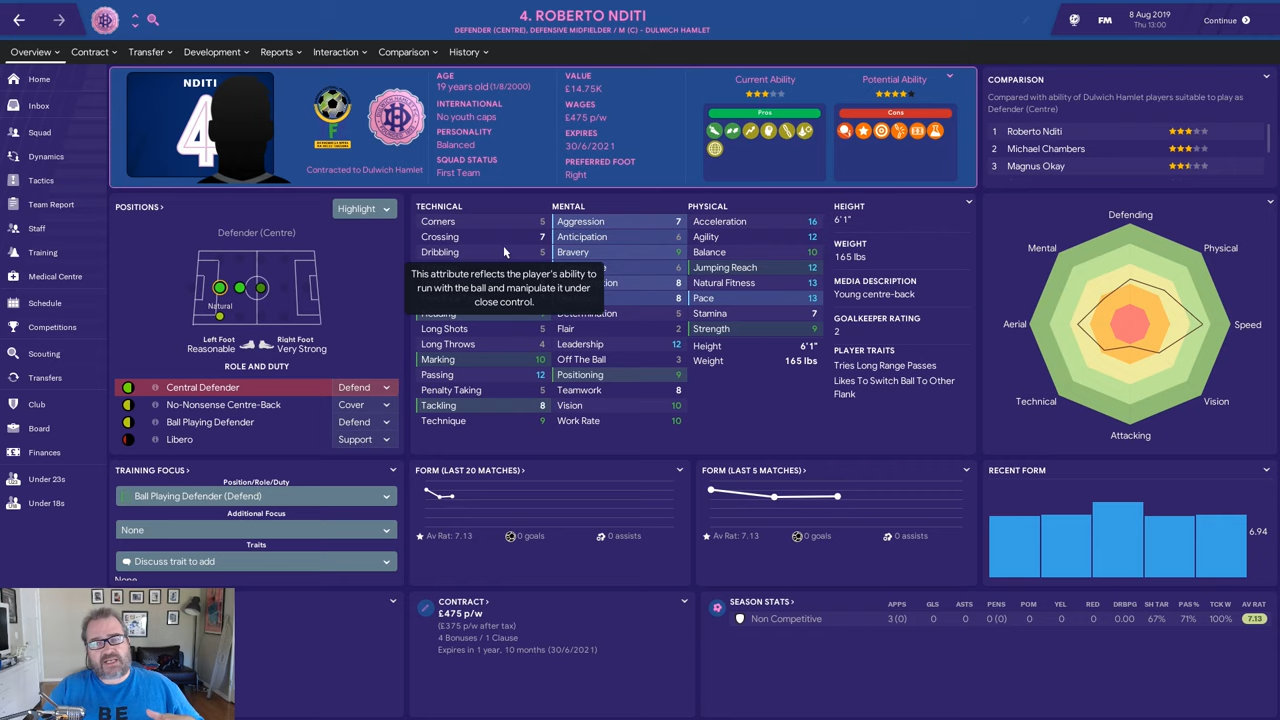 4. ROBERTO NDITI
DEFENDER (CENTRE), DEFENSIVE MIDFIELDER / M (C) - DULWICH HAMLET
FM
8 Aug 2019
Thu 13:00
Continue
Overview
Contract
Transfer
Development
Reports
Interaction
Comparison
History
Home
Inbox
Squad
Dynamics
Tactics
Team Report
Staff
Training
Medical Centre
Schedule
Competitions
Scouting
Transfers
Club
Board
Finances
Under 23s
Under 18s
NDITI
4
Contracted to Dulwich Hamlet
AGE
19 years old (1/8/2000)
INTERNATIONAL
No youth caps
PERSONALITY
Balanced
SQUAD STATUS
First Team
VALUE
£14.75K
WAGES
£475 p/w
EXPIRES
30/6/2021
PREFERRED FOOT
Right
Current Ability
Pros
Potential Ability
Cons
COMPARISON
Compared with ability of Dulwich Hamlet players suitable to play as
Defender (Centre)
1 Roberto Nditi
2 Michael Chambers
3 Magnus Okay
POSITIONS
Highlight
Defender (Centre)
Natural
Left Foot
Reasonable
Right Foot
Very Strong
ROLE AND DUTY
Central Defender Defend
No-Nonsense Centre-Back Cover
Ball Playing Defender Defend
Libero Support
TECHNICAL
Corners 5
Crossing 7
Dribbling 5
This attribute reflects the player's ability to
run with the ball and manipulate it under
close control.
Long Shots 5
Long Throws 4
Marking 10
Passing 12
Penalty Taking 5
Tackling 8
Technique 9
MENTAL
Aggression 7
Anticipation 6
Bravery 9
6
8
8
Determination 5
Flair 2
Leadership 12
Off The Ball 3
Positioning 9
Teamwork 8
Vision 10
Work Rate 10
PHYSICAL
Acceleration 16
Agility 12
Balance 10
Jumping Reach 12
Natural Fitness 13
Pace 13
Stamina 7
Strength 9
Height 6'1"
Weight 165 lbs
HEIGHT
6'1"
WEIGHT
165 lbs
MEDIA DESCRIPTION
Young centre-back
GOALKEEPER RATING
2
PLAYER TRAITS
Tries Long Range Passes
Likes To Switch Ball To Other
Flank
Defending
Physical
Speed
Vision
Attacking
Technical
Aerial
Mental
TRAINING FOCUS
Position/Role/Duty
Ball Playing Defender (Defend)
Additional Focus
None
Traits
Discuss trait to add
None
FORM (LAST 20 MATCHES)
Av Rat: 7.13
0 goals
0 assists
FORM (LAST 5 MATCHES)
Av Rat: 7.13
0 goals
0 assists
RECENT FORM
6.94
CONTRACT
£475 p/w
(£375 p/w after tax)
4 Bonuses / 1 Clause
Expires in 1 year, 10 months (30/6/2021)
SEASON STATS
APPS GLS ASTS PENS POM YEL RED DRBPG SH TAR PAS % TCK W AV RAT
Non Competitive 3 (0) 0 0 0 (0) 0 0 0 0.00 67% 71% 100% 7.13
BE